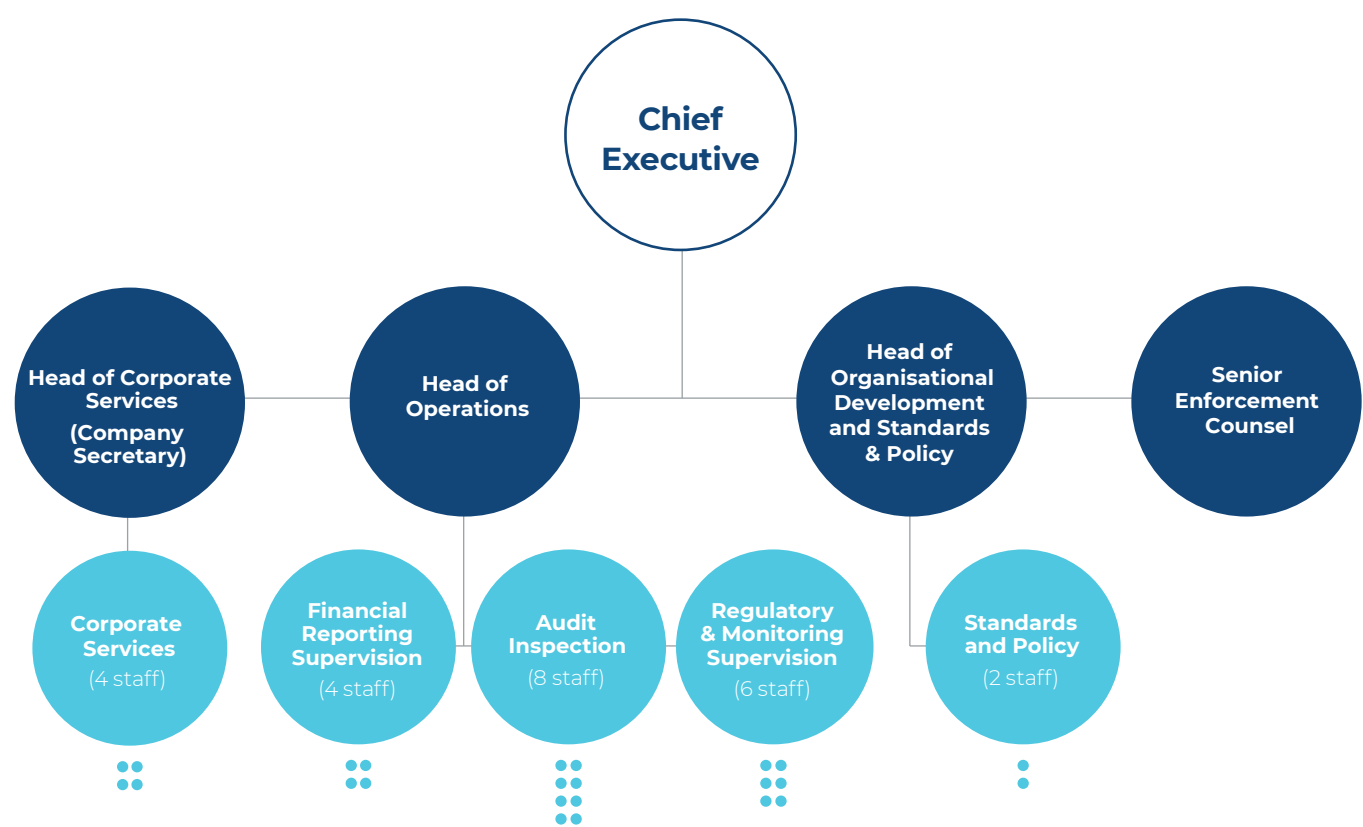 Chief
Executive
Head of Corporate
Services
(Company
Secretary)
Head of
Operations
Head of
Organisational
Development
and Standards
& Policy
Senior
Enforcement
Counsel
Corporate
Services
(4 staff)
Financial
Reporting
Supervision
(4 staff)
Audit
Inspection
(8 staff)
Regulatory
& Monitoring
Supervision
(6 staff)
Standards
and Policy
(2 staff)